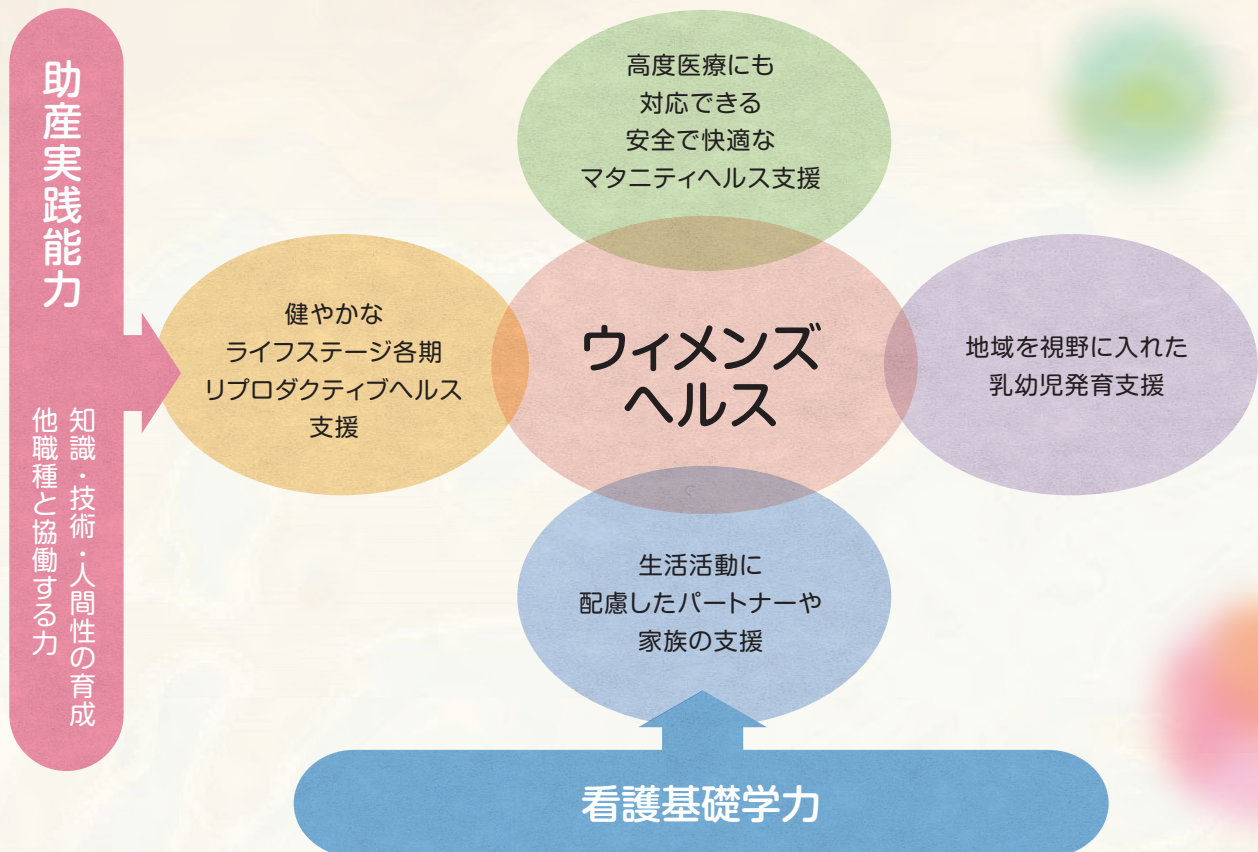 助産実践能力
知識・技術・人間性の育成
他職種と協働する力
高度医療にも
対応できる
安全で快適な
マタニティヘルス支援
健やかな
ライフステージ各期
リプロダクティブヘルス
支援
ウィメンズ
ヘルス
地域を視野に入れた
乳幼児発育支援
生活活動に
配慮したパートナーや
家族の支援
看護基礎学力